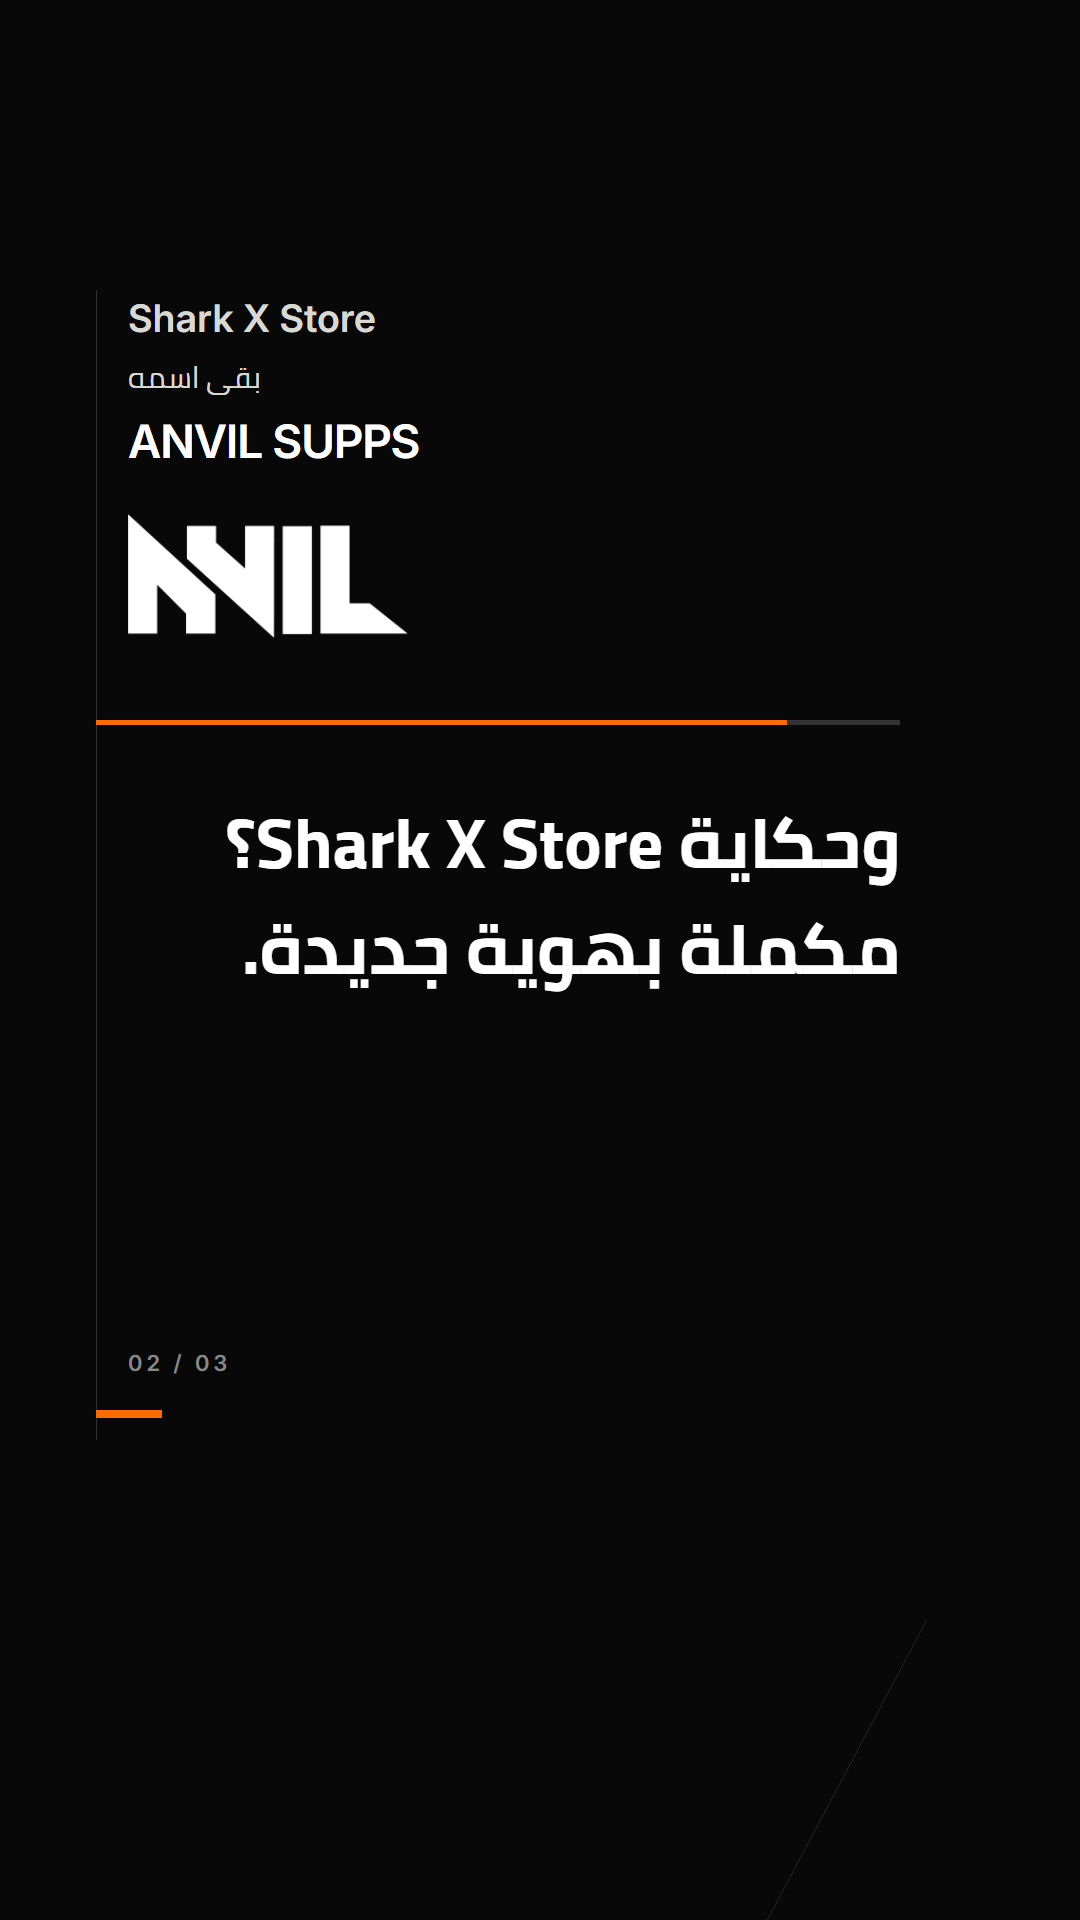 Shark X Store
بقى اسمه
ANVIL SUPPS
ANVIL
وحكاية Shark X Store؟
مكملة بهوية جديدة.
02 / 03